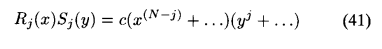 R_j(x)S_j(y) = c(x^{(N-j)} + ...)(y^j + ...) (41)